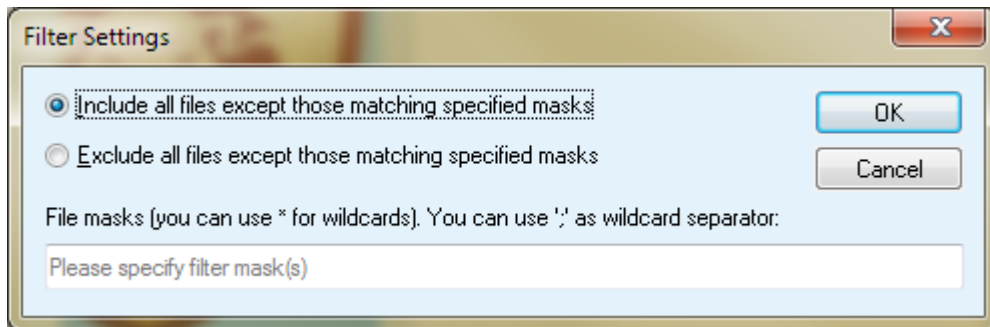 Filter Settings
Include all files except those matching specified masks
OK
Exclude all files except those matching specified masks
Cancel
File masks (you can use * for wildcards). You can use ';' as wildcard separator:
Please specify filter mask(s)